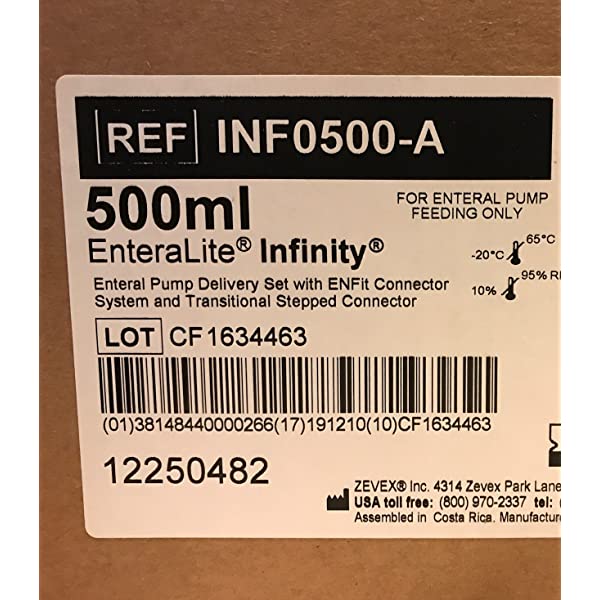 REF INF0500-A
500ml
FOR ENTERAL PUMP
FEEDING ONLY
EnteraLite® Infinity®
-20°C 65°C
Enteral Pump Delivery Set with ENFit Connector
System and Transitional Stepped Connector
10% 95% R
LOT CF1634463
(01)38148440000266(17)191210(10)CF1634463
12250482
ZEVEX® Inc. 4314 Zevex Park Lane
USA toll free: (800) 970-2337 tel: (
Assembled in Costa Rica. Manufactur